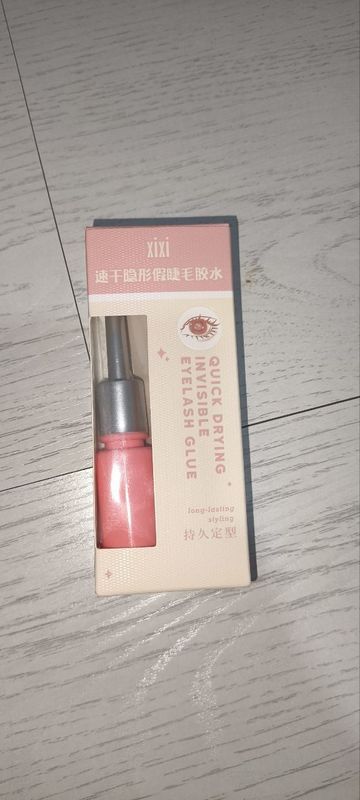 xixi
速干隐形假睫毛胶水
QUICK DRYING
INVISIBLE
EYELASH GLUE
long-lasting
styling
持久定型